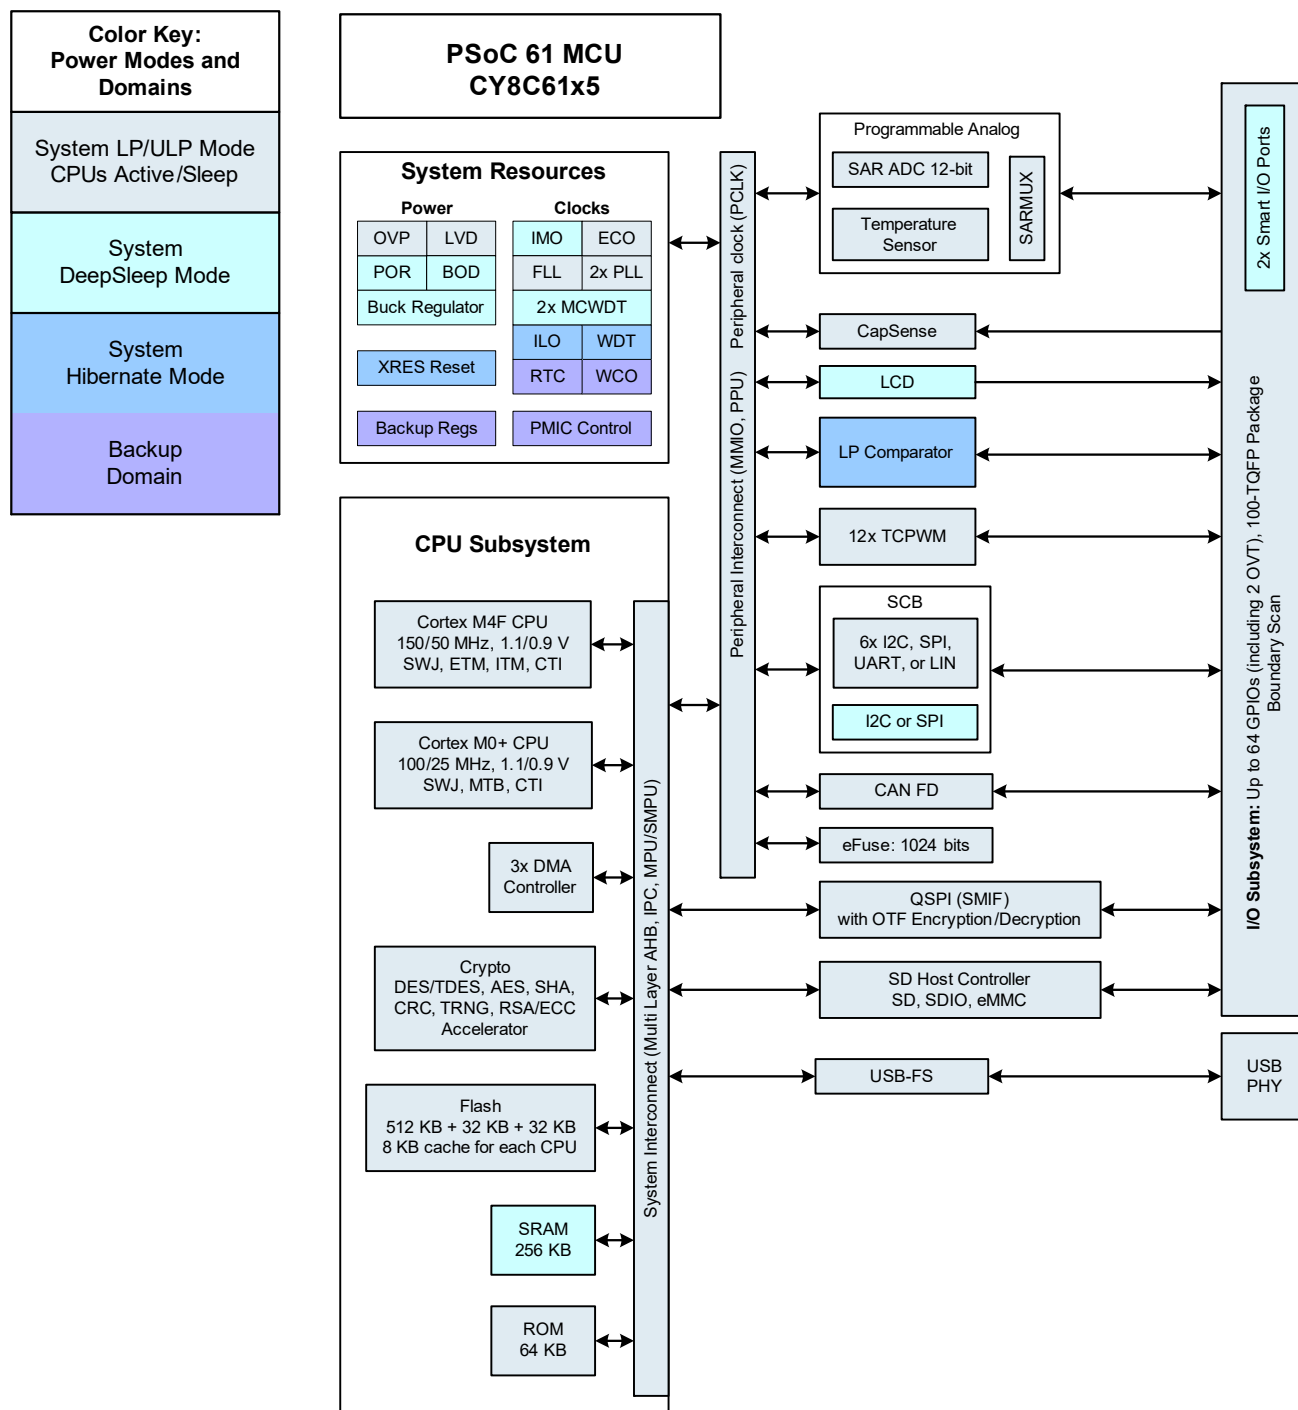 Color Key:
Power Modes and
Domains
System LP/ULP Mode
CPUs Active/Sleep
System
DeepSleep Mode
System
Hibernate Mode
Backup
Domain
PSoC 61 MCU
CY8C61x5
System Resources
Power
Clocks
OVP
LVD
POR
BOD
Buck Regulator
XRES Reset
Backup Regs
IMO
ECO
FLL
2x PLL
2x MCWDT
ILO
WDT
RTC
WCO
PMIC Control
CPU Subsystem
Cortex M4F CPU
150/50 MHz, 1.1/0.9 V
SWJ, ETM, ITM, CTI
Cortex M0+ CPU
100/25 MHz, 1.1/0.9 V
SWJ, MTB, CTI
3x DMA
Controller
Crypto
DES/TDES, AES, SHA,
CRC, TRNG, RSA/ECC
Accelerator
Flash
512 KB + 32 KB + 32 KB
8 KB cache for each CPU
SRAM
256 KB
ROM
64 KB
System Interconnect (Multi Layer AHB, IPC, MPU/SMPU)
Peripheral Interconnect (MMIO, PPU)
Peripheral clock (PCLK)
Programmable Analog
SAR ADC 12-bit
Temperature
Sensor
SARMUX
CapSense
LCD
LP Comparator
12x TCPWM
SCB
6x I2C, SPI,
UART, or LIN
I2C or SPI
CAN FD
eFuse: 1024 bits
QSPI (SMIF)
with OTF Encryption/Decryption
SD Host Controller
SD, SDIO, eMMC
USB-FS
2x Smart I/O Ports
I/O Subsystem: Up to 64 GPIOs (including 2 OVT), 100-TQFP Package
Boundary Scan
USB
PHY